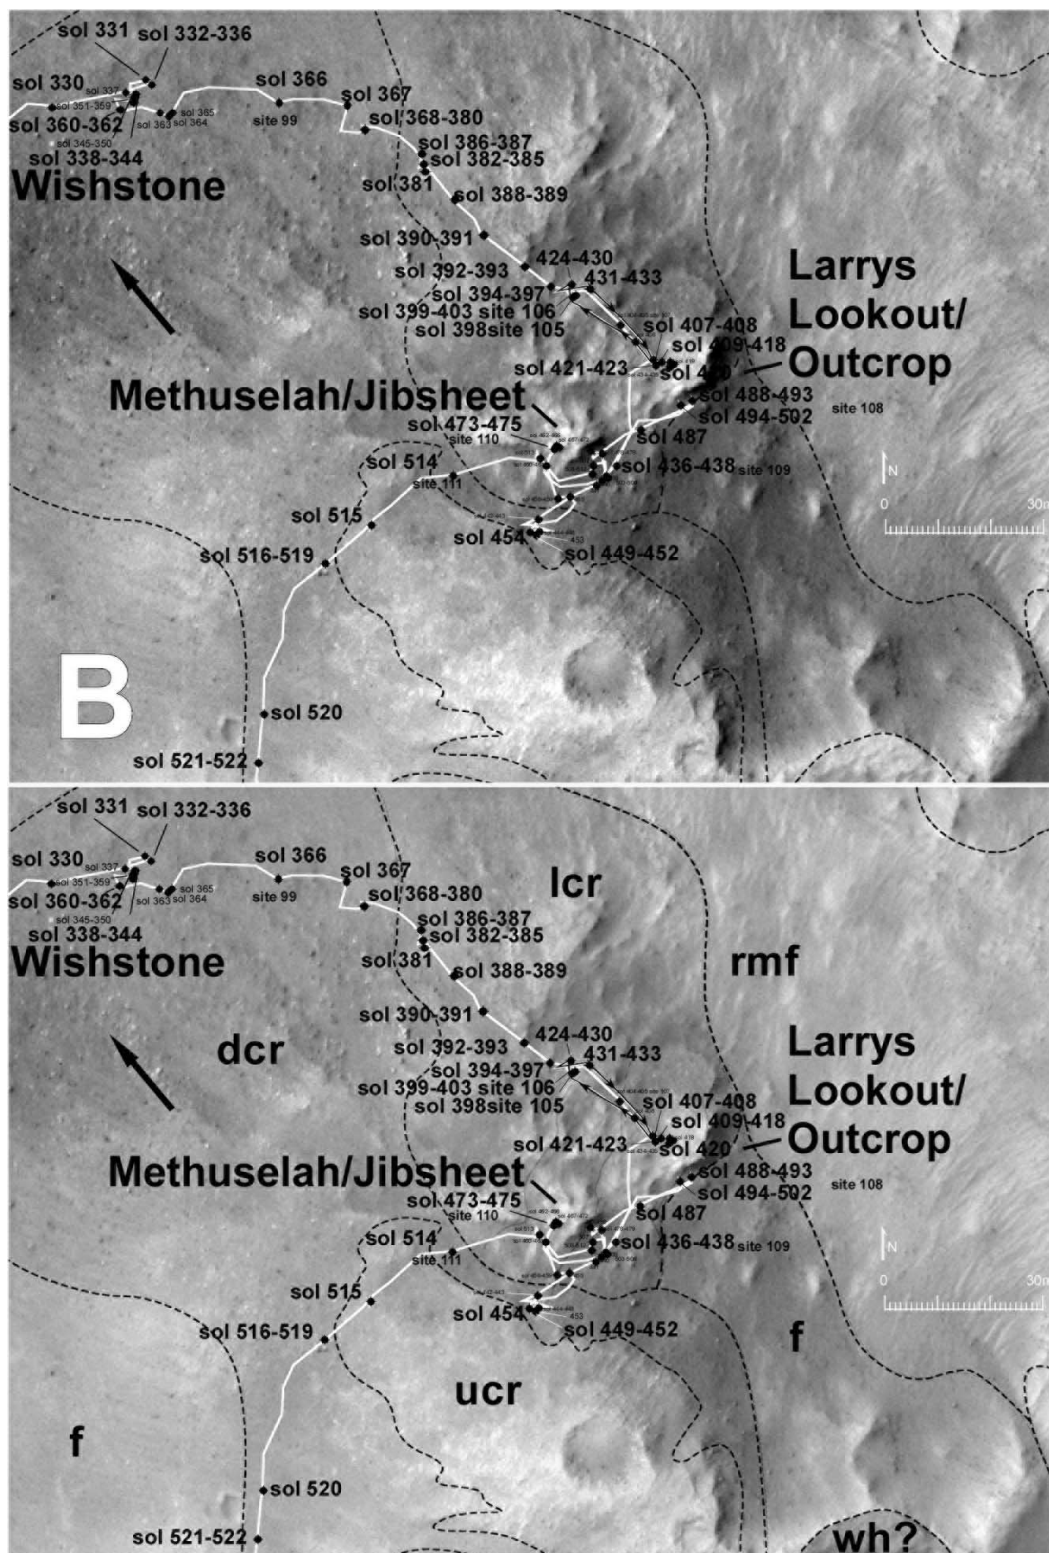 sol 331
sol 332-336
sol 330
sol 337
sol 351-359
sol 360-362
sol 345-350
sol 363
sol 364
sol 365
sol 338-344
Wishstone
sol 366
site 99
sol 367
sol 368-380
sol 386-387
sol 382-385
sol 381
sol 388-389
sol 390-391
sol 392-393
424-430
431-433
sol 394-397
sol 399-403 site 106
sol 398site 105
sol 407-408
sol 409-418
sol 421-423
sol 420
Larrys
Lookout/
Outcrop
Methuselah/Jibsheet
sol 488-493
sol 494-502
site 108
sol 473-475
site 110
sol 487
sol 514
site 111
sol 436-438
site 109
N
0
30m
sol 515
sol 516-519
sol 454
453
sol 449-452
B
sol 520
sol 521-522
sol 331
sol 332-336
sol 330
sol 337
sol 351-359
sol 360-362
sol 345-350
sol 363
sol 364
sol 365
sol 338-344
Wishstone
sol 366
site 99
sol 367
sol 368-380
lcr
sol 386-387
sol 382-385
sol 381
sol 388-389
rmf
sol 390-391
dcr
sol 392-393
424-430
431-433
sol 394-397
sol 399-403 site 106
sol 398site 105
sol 407-408
sol 409-418
sol 421-423
sol 420
Larrys
Lookout/
Outcrop
Methuselah/Jibsheet
sol 488-493
sol 494-502
site 108
sol 473-475
site 110
sol 487
sol 514
site 111
sol 436-438
site 109
N
0
30m
sol 515
sol 516-519
sol 454
453
sol 449-452
f
ucr
f
sol 520
sol 521-522
wh?